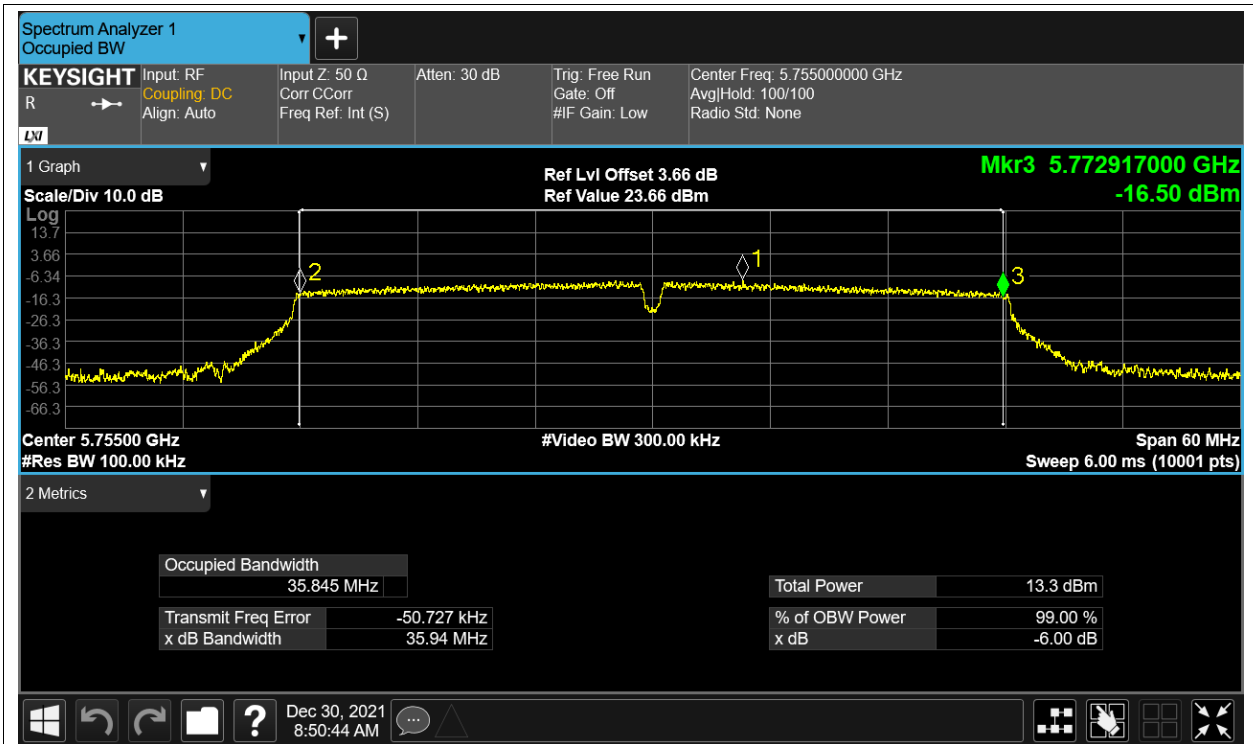 Spectrum Analyzer 1
Occupied BW
KEYSIGHT
R
LXI
Input: RF
Coupling: DC
Align: Auto
Input Z: 50 Ω
Corr CCorr
Freq Ref: Int (S)
Atten: 30 dB
Trig: Free Run
Gate: Off
#IF Gain: Low
Center Freq: 5.755000000 GHz
Avg|Hold: 100/100
Radio Std: None
1 Graph
Scale/Div 10.0 dB
Ref Lvl Offset 3.66 dB
Ref Value 23.66 dBm
Mkr3 5.772917000 GHz
-16.50 dBm
Log
13.7
3.66
-6.34
-16.3
-26.3
-36.3
-46.3
-56.3
-66.3
2
1
3
Center 5.75500 GHz
#Video BW 300.00 kHz
Span 60 MHz
#Res BW 100.00 kHz
Sweep 6.00 ms (10001 pts)
2 Metrics
Occupied Bandwidth
35.845 MHz
Total Power 13.3 dBm
Transmit Freq Error -50.727 kHz
% of OBW Power 99.00 %
x dB Bandwidth 35.94 MHz
x dB -6.00 dB
?
Dec 30, 2021
8:50:44 AM